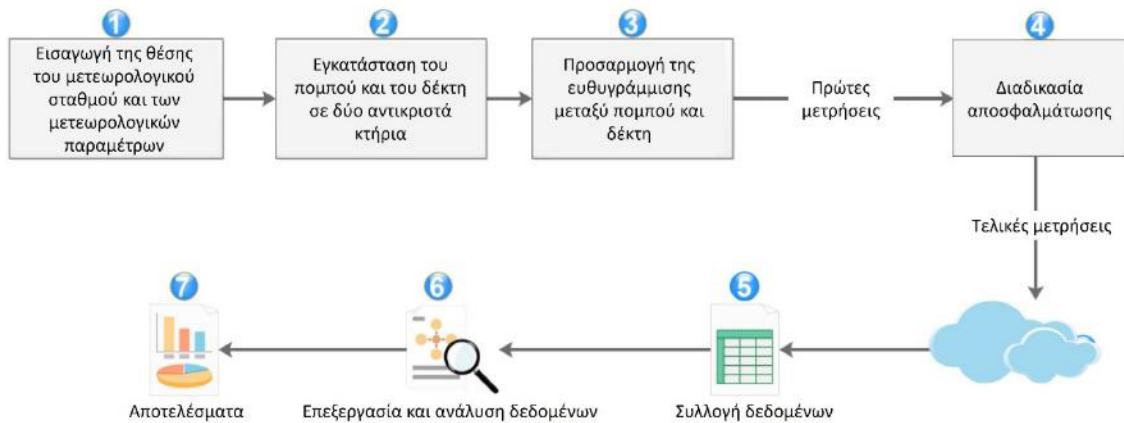 1
Εισαγωγή της θέσης
του μετεωρολογικού
σταθμού και των
μετεωρολογικών
παραμέτρων
2
Εγκατάσταση του
πομπού και του δέκτη
σε δύο αντικριστά
κτήρια
3
Προσαρμογή της
ευθυγράμμισης
μεταξύ πομπού και
δέκτη
Πρώτες
μετρήσεις
4
Διαδικασία
αποσφαλμάτωσης
Τελικές μετρήσεις
5
Συλλογή δεδομένων
6
Επεξεργασία και ανάλυση δεδομένων
7
Αποτελέσματα